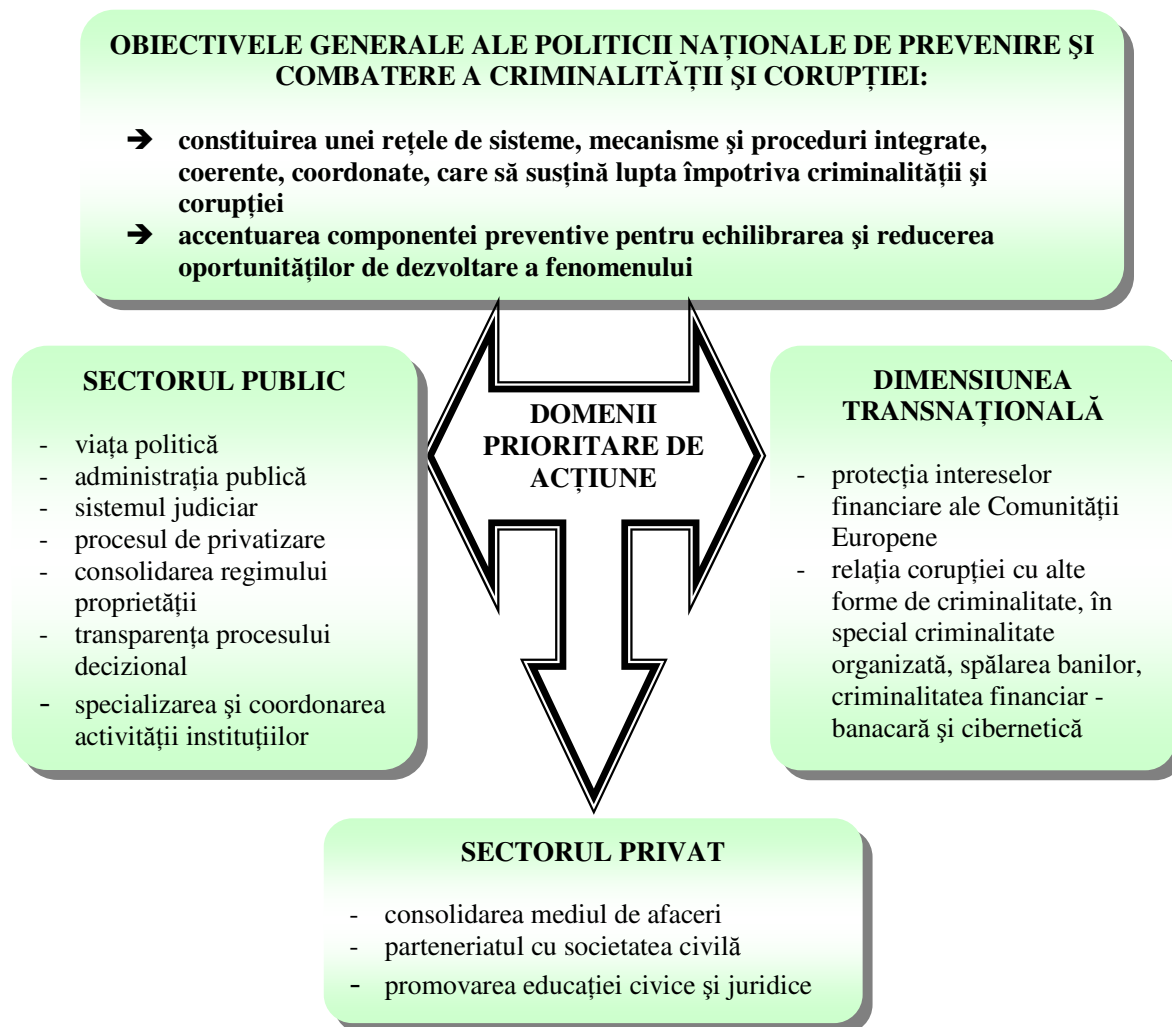 OBIECTIVELE GENERALE ALE POLITICII NAȚIONALE DE PREVENIRE ŞI
COMBATERE A CRIMINALITĂȚII ŞI CORUPȚIEI:
➔ constituirea unei rețele de sisteme, mecanisme şi proceduri integrate,
coerente, coordonate, care să susțină lupta împotriva criminalității şi
corupției
➔ accentuarea componentei preventive pentru echilibrarea şi reducerea
oportunităților de dezvoltare a fenomenului
SECTORUL PUBLIC
- viața politică
- administrația publică
- sistemul judiciar
- procesul de privatizare
- consolidarea regimului
proprietății
- transparența procesului
decizional
- specializarea şi coordonarea
activității instituțiilor
DOMENII
PRIORITARE DE
ACȚIUNE
DIMENSIUNEA
TRANSNAȚIONALĂ
- protecția intereselor
financiare ale Comunității
Europene
- relația corupției cu alte
forme de criminalitate, în
special criminalitate
organizată, spălarea banilor,
criminalitatea financiar -
banacară şi cibernetică
SECTORUL PRIVAT
- consolidarea mediul de afaceri
- parteneriatul cu societatea civilă
- promovarea educației civice şi juridice